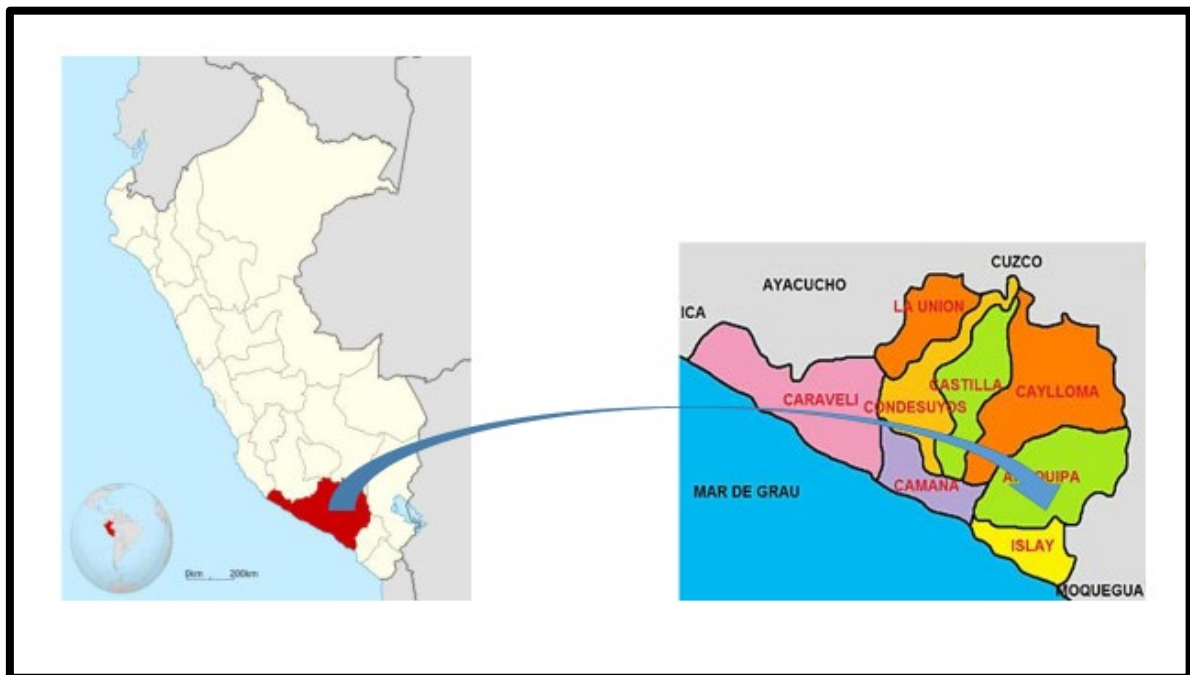 0km 200km
CUZCO
AYACUCHO
LA UNION
ICA
CASTILLA
CARAVELI
CONDESUYOS
CAYLLOMA
MAR DE GRAU
CAMANA
ISLAY
MOQUEGUA